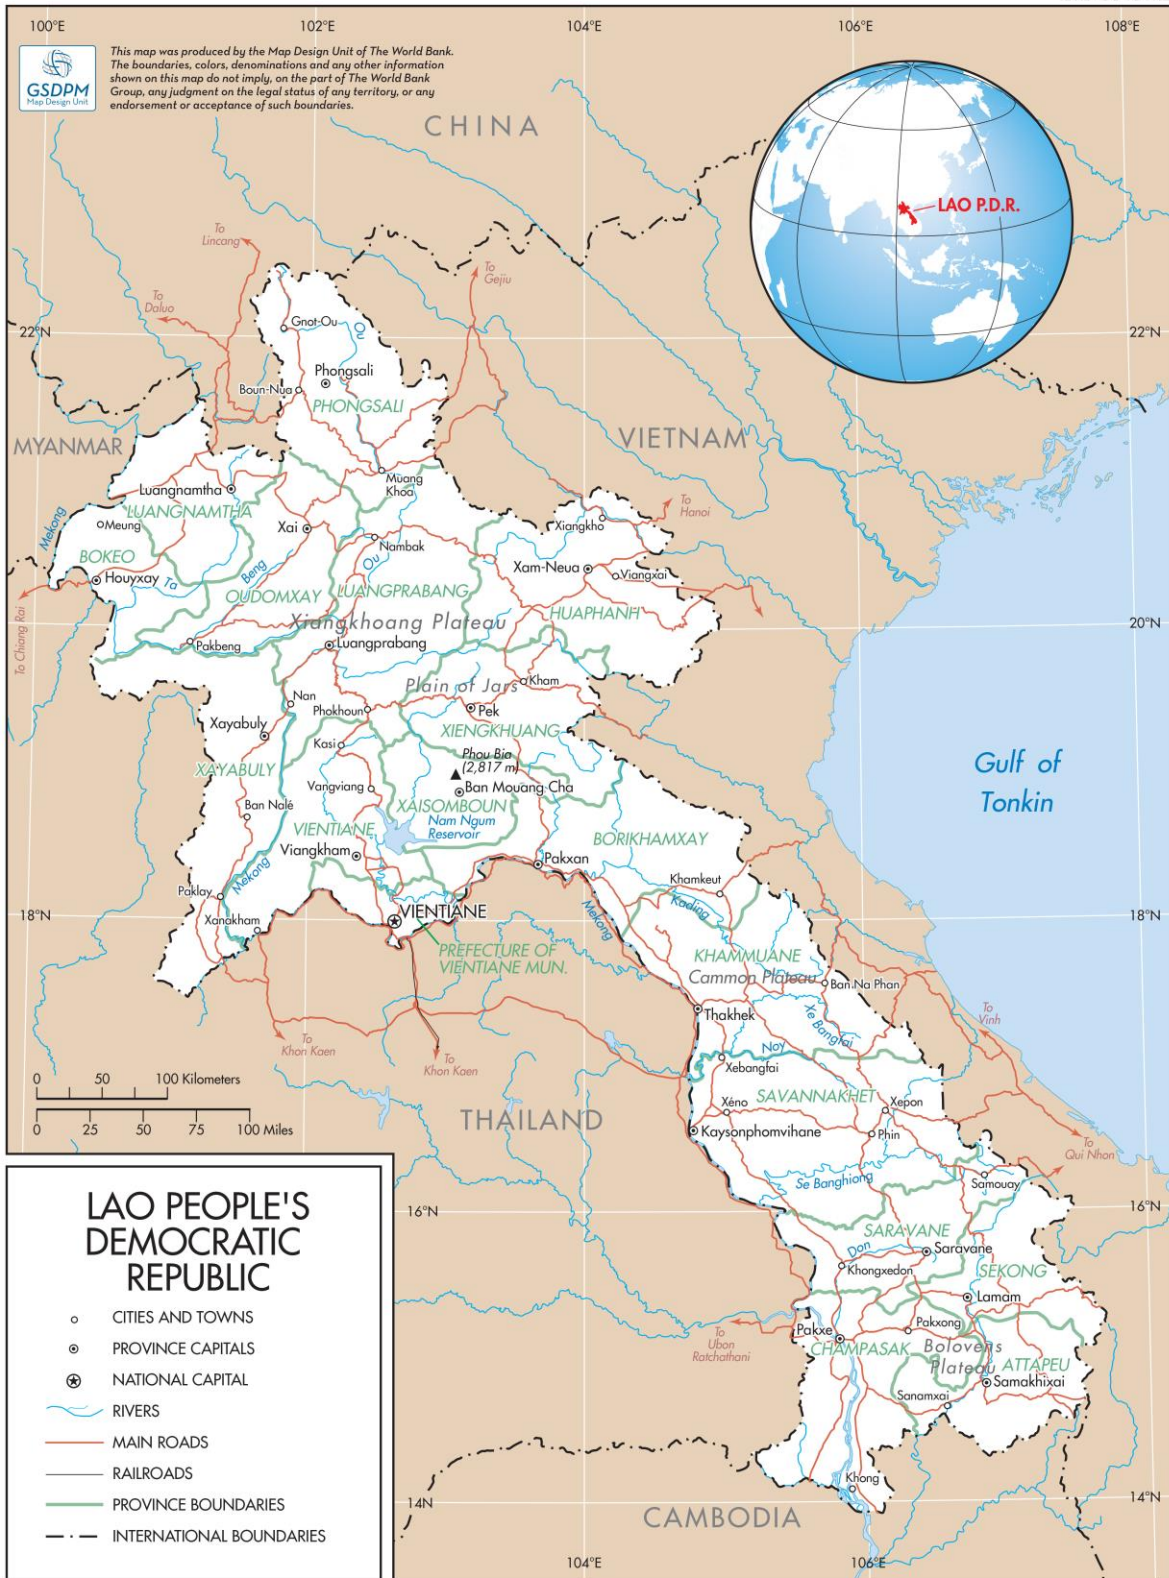 100°E
102°E
104°E
106°E
108°E
GSDPM
Map Design Unit
This map was produced by the Map Design Unit of The World Bank.
The boundaries, colors, denominations and any other information
shown on this map do not imply, on the part of The World Bank
Group, any judgment on the legal status of any territory, or any
endorsement or acceptance of such boundaries.
CHINA
LAO P.D.R.
To
Lincang
To
Gejiu
To
Daluo
22°N
22°N
Gnot-Ou
Ou
Phongsali
Boun-Nua
PHONGSALI
MYANMAR
VIETNAM
Muang
Khoa
Luangnamtha
LUANGNAMTHA
Meung
Mekong
Xai
Nambak
Xiangkho
To
Hanoi
BOKEO
Houyxay
Ta
Beng
Ou
Xam-Neua
Viangxai
OUDOMXAY
LUANGPRABANG
HUAPHANH
To Chiang Rai
Xiangkhoang Plateau
20°N
20°N
Pakbeng
Luangprabang
Kham
Plain of Jars
Nan
Phokhoun
Pek
Xayabuly
XIENGKHUANG
Kasi
Phou Bia
(2,817 m)
XAYABULY
Vangviang
Ban Mouang Cha
Gulf of
Tonkin
Ban Nalé
XAISOMBOUN
Nam Ngum
Reservoir
VIENTIANE
BORIKHAMXAY
Viangkham
Pakxan
Mekong
Khamkeut
Paklay
Kading
18°N
18°N
Xanakham
VIENTIANE
Mekong
PREFECTURE OF
VIENTIANE MUN.
KHAMMUANE
Cammon Plateau
Ban Na Phan
Thakhek
Xe Bangfai
To
Vinh
To
Khon Kaen
To
Khon Kaen
Noy
Xebangfai
0 50 100 Kilometers
0 25 50 75 100 Miles
THAILAND
SAVANNAKHET
Xéno
Xepon
Kaysonphomvihane
Phin
To
Qui Nhon
Se Banghiong
Samouay
16°N
16°N
SARAVANE
Don
Saravane
Khongxedon
SEKONG
Lamam
To
Ubon
Ratchathani
Pakxe
Pakxong
CHAMPASAK
Bolovens
Plateau
ATTAPEU
Samakhixai
Sanamxai
Khong
14°N
14°N
CAMBODIA
104°E
106°E
LAO PEOPLE'S
DEMOCRATIC
REPUBLIC
CITIES AND TOWNS
PROVINCE CAPITALS
NATIONAL CAPITAL
RIVERS
MAIN ROADS
RAILROADS
PROVINCE BOUNDARIES
INTERNATIONAL BOUNDARIES